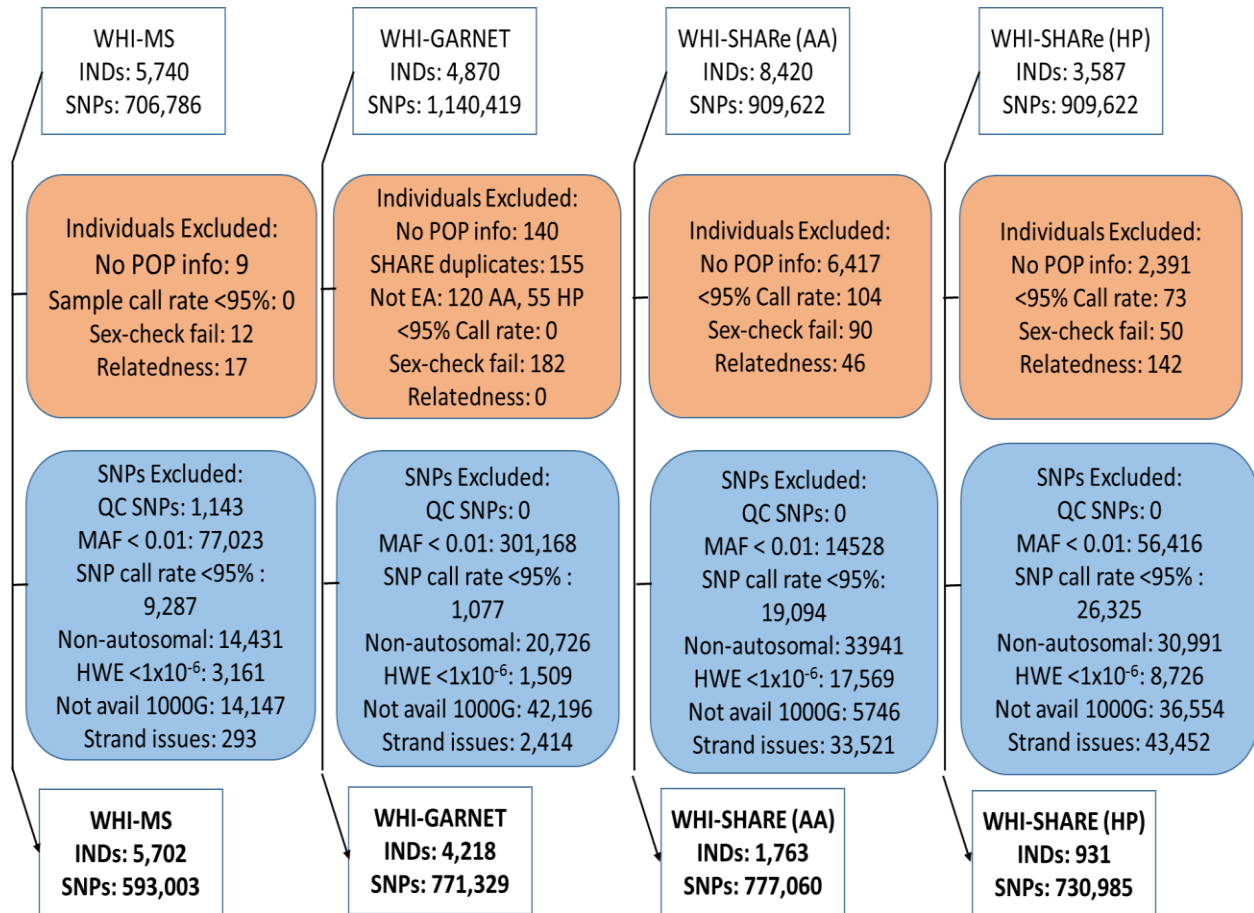 WHI-MS
INDs: 5,740
SNPs: 706,786
WHI-GARNET
INDs: 4,870
SNPs: 1,140,419
WHI-SHARe (AA)
INDs: 8,420
SNPs: 909,622
WHI-SHARe (HP)
INDs: 3,587
SNPs: 909,622
Individuals Excluded:
No POP info: 9
Sample call rate <95%: 0
Sex-check fail: 12
Relatedness: 17
Individuals Excluded:
No POP info: 140
SHARE duplicates: 155
Not EA: 120 AA, 55 HP
<95% Call rate: 0
Sex-check fail: 182
Relatedness: 0
Individuals Excluded:
No POP info: 6,417
<95% Call rate: 104
Sex-check fail: 90
Relatedness: 46
Individuals Excluded:
No POP info: 2,391
<95% Call rate: 73
Sex-check fail: 50
Relatedness: 142
SNPs Excluded:
QC SNPs: 1,143
MAF < 0.01: 77,023
SNP call rate <95% :
9,287
Non-autosomal: 14,431
HWE <1x10⁻⁶: 3,161
Not avail 1000G: 14,147
Strand issues: 293
SNPs Excluded:
QC SNPs: 0
MAF < 0.01: 301,168
SNP call rate <95% :
1,077
Non-autosomal: 20,726
HWE <1x10⁻⁶: 1,509
Not avail 1000G: 42,196
Strand issues: 2,414
SNPs Excluded:
QC SNPs: 0
MAF < 0.01: 14528
SNP call rate <95%:
19,094
Non-autosomal: 33941
HWE <1x10⁻⁶: 17,569
Not avail 1000G: 5746
Strand issues: 33,521
SNPs Excluded:
QC SNPs: 0
MAF < 0.01: 56,416
SNP call rate <95% :
26,325
Non-autosomal: 30,991
HWE <1x10⁻⁶: 8,726
Not avail 1000G: 36,554
Strand issues: 43,452
WHI-MS
INDs: 5,702
SNPs: 593,003
WHI-GARNET
INDs: 4,218
SNPs: 771,329
WHI-SHARE (AA)
INDs: 1,763
SNPs: 777,060
WHI-SHARE (HP)
INDs: 931
SNPs: 730,985